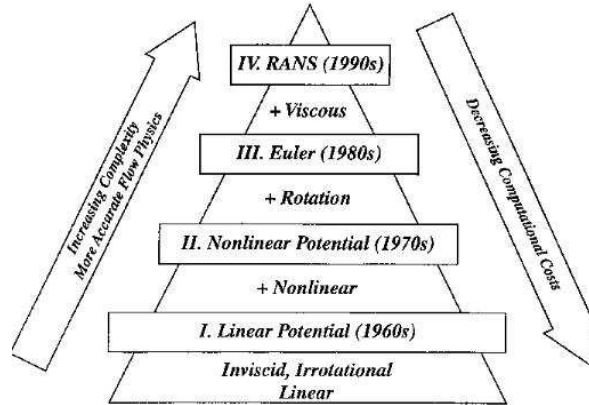 IV. RANS (1990s)
+ Viscous
III. Euler (1980s)
+ Rotation
II. Nonlinear Potential (1970s)
+ Nonlinear
I. Linear Potential (1960s)
Inviscid, Irrotational
Linear
Increasing Complexity
More Accurate Flow Physics
Decreasing Computational Costs